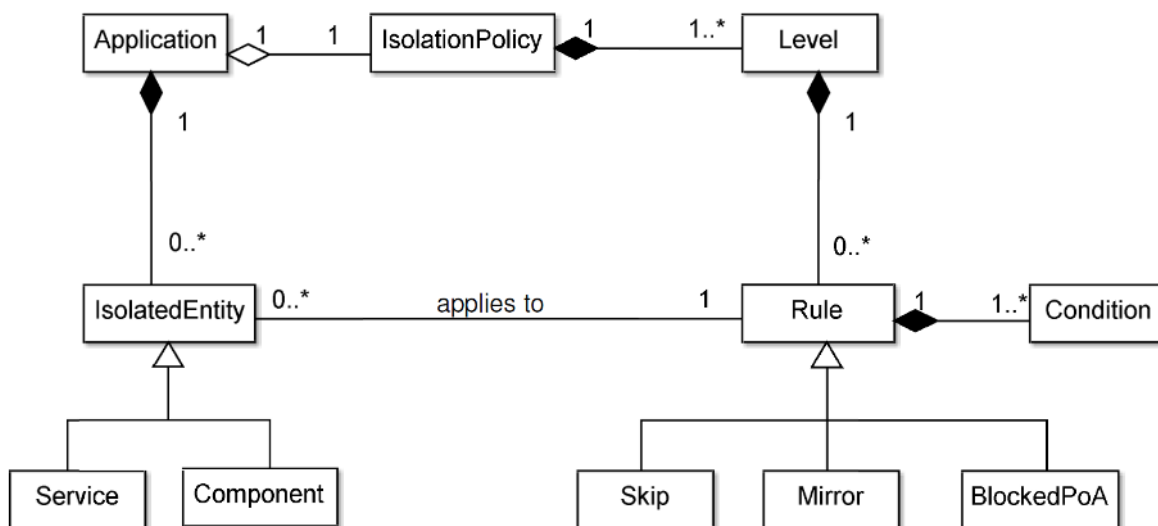 Application
1
1
IsolationPolicy
1
1..*
Level
1
1
0..*
0..*
IsolatedEntity
0..*
applies to
1
Rule
1
1..*
Condition
Service
Component
Skip
Mirror
BlockedPoA